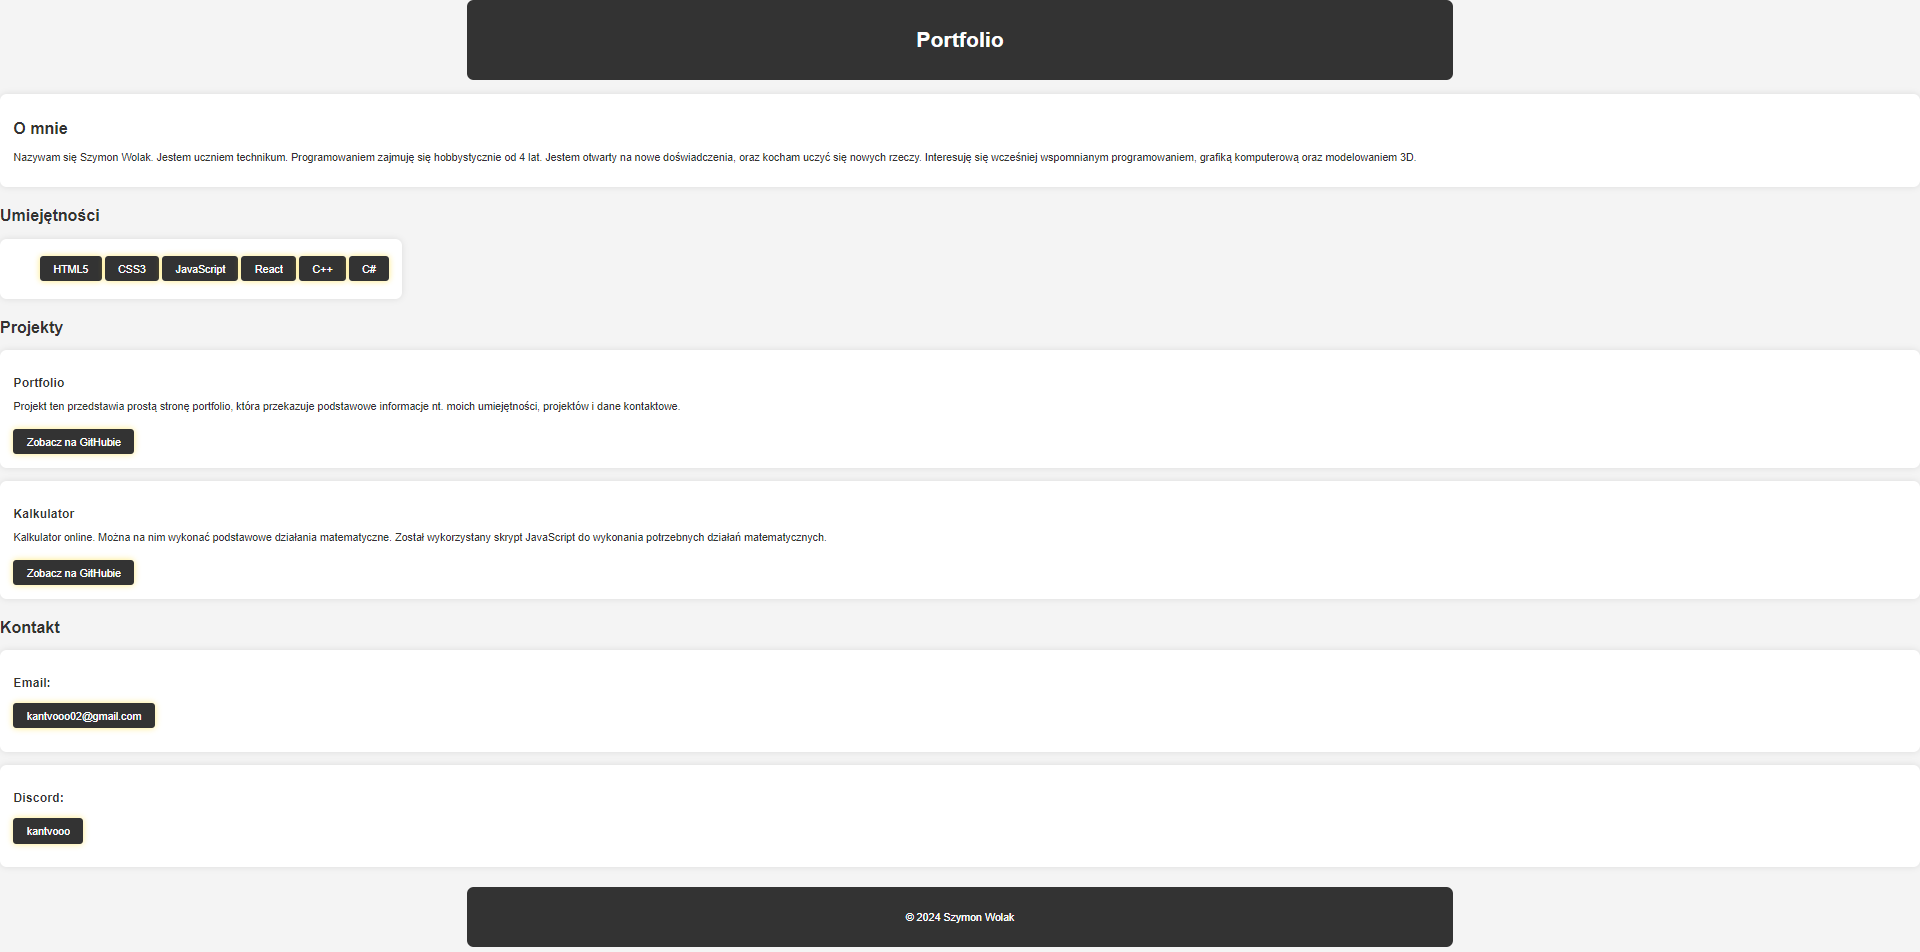 Portfolio
O mnie
Nazywam się Szymon Wolak. Jestem uczniem technikum. Programowaniem zajmuję się hobbystycznie od 4 lat. Jestem otwarty na nowe doświadczenia, oraz kocham uczyć się nowych rzeczy. Interesuję się wcześniej wspomnianym programowaniem, grafiką komputerową oraz modelowaniem 3D.
Umiejętności
HTML5 CSS3 JavaScript React C++ C#
Projekty
Portfolio
Projekt ten przedstawia prostą stronę portfolio, która przekazuje podstawowe informacje nt. moich umiejętności, projektów i dane kontaktowe.
Zobacz na GitHubie
Kalkulator
Kalkulator online. Można na nim wykonać podstawowe działania matematyczne. Został wykorzystany skrypt JavaScript do wykonania potrzebnych działań matematycznych.
Zobacz na GitHubie
Kontakt
Email:
kantvooo02@gmail.com
Discord:
kantvooo
© 2024 Szymon Wolak